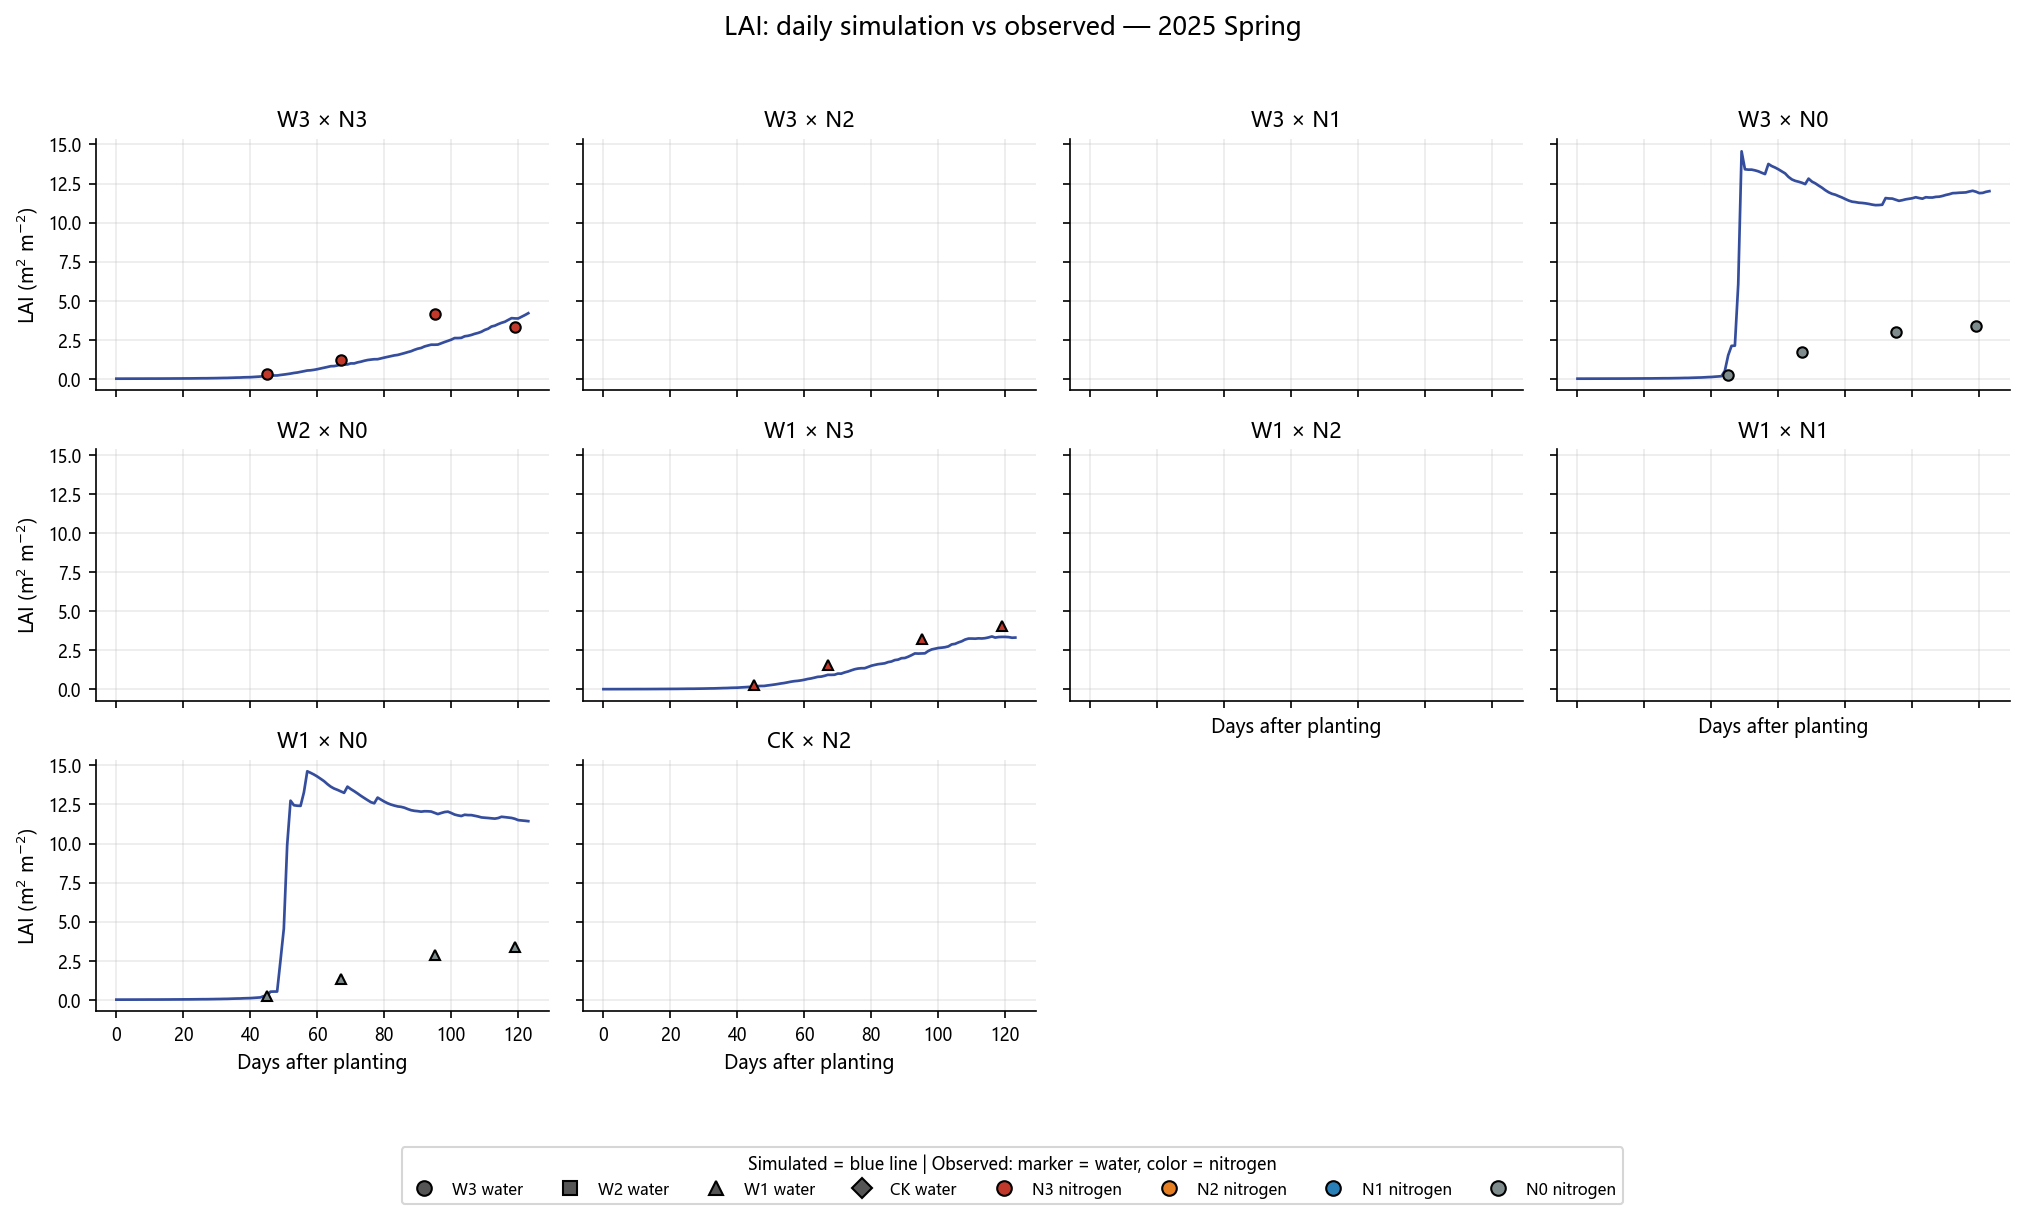 LAI: daily simulation vs observed — 2025 Spring
W3 × N3
W3 × N2
W3 × N1
W3 × N0
LAI (m² m⁻²)
15.0
12.5
10.0
7.5
5.0
2.5
0.0
W2 × N0
W1 × N3
W1 × N2
W1 × N1
LAI (m² m⁻²)
15.0
12.5
10.0
7.5
5.0
2.5
0.0
Days after planting
Days after planting
W1 × N0
CK × N2
LAI (m² m⁻²)
15.0
12.5
10.0
7.5
5.0
2.5
0.0
0 20 40 60 80 100 120
0 20 40 60 80 100 120
Days after planting
Days after planting
Simulated = blue line | Observed: marker = water, color = nitrogen
W3 water W2 water W1 water CK water N3 nitrogen N2 nitrogen N1 nitrogen N0 nitrogen